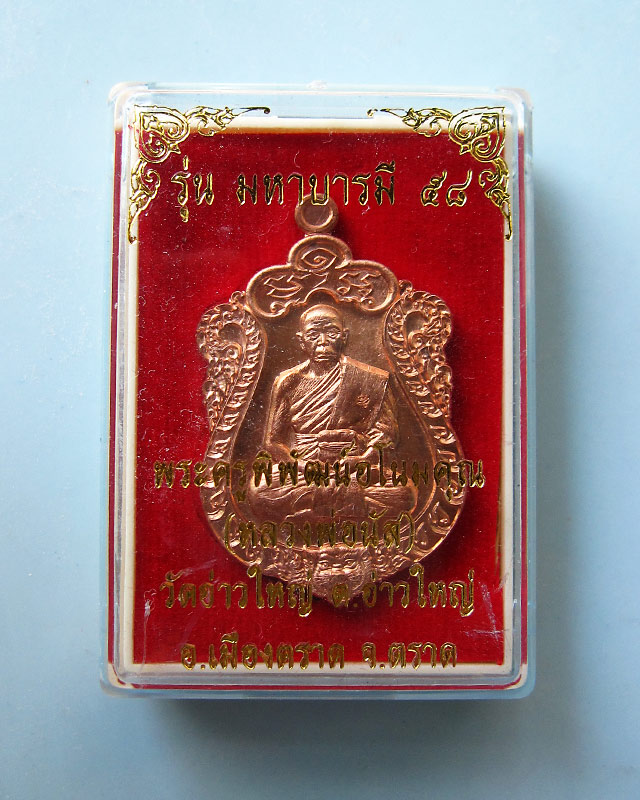 รุ่น มหาบารมี ๕๘
พระครูพิพัฒน์อโนมคุณ
(หลวงพ่อนัส)
วัดอ่าวใหญ่ ต.อ่าวใหญ่
อ.เมืองตราด จ.ตราด